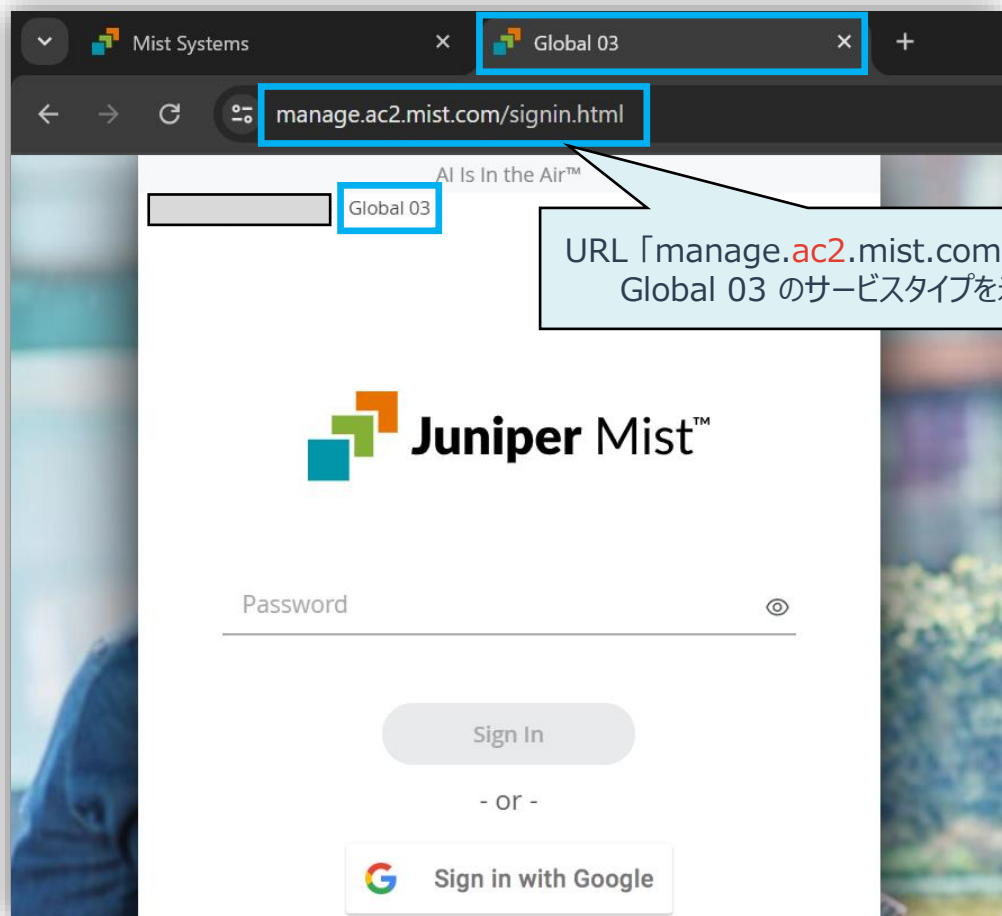 Mist Systems
Global 03
manage.ac2.mist.com/signin.html
AI Is In the Air™
Global 03
URL「manage.ac2.mist.com
Global 03 のサービスタイプを
Juniper Mist™
Password
Sign In
- or -
Sign in with Google